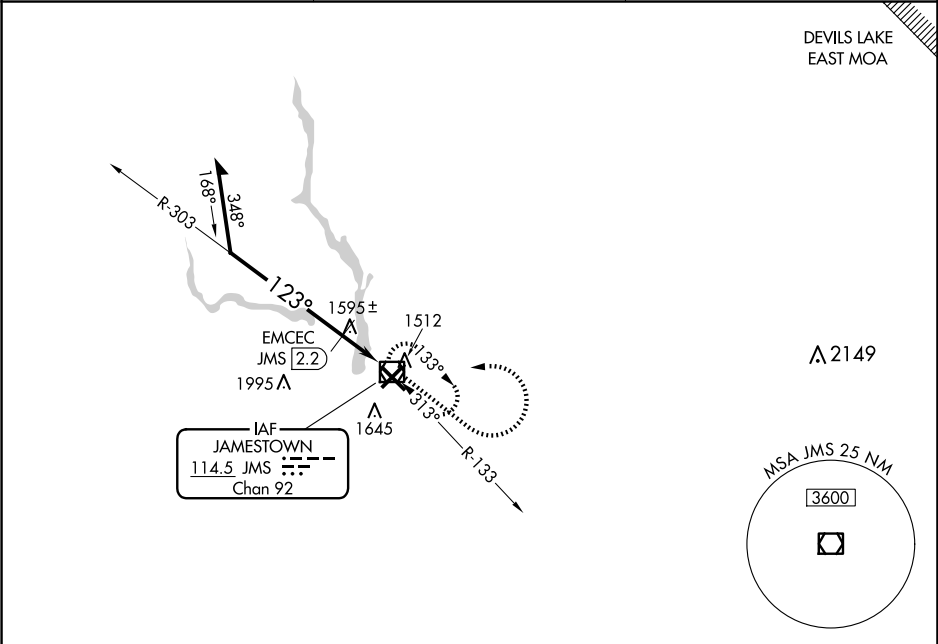 DEVILS LAKE
EAST MOA
R-303
168°
348°
123°
1595±
EMCEC
JMS 2.2
1512
1995
133°
313°
1645
R-133
2149
IAF
JAMESTOWN
114.5 JMS
Chan 92
MSA JMS 25 NM
3600